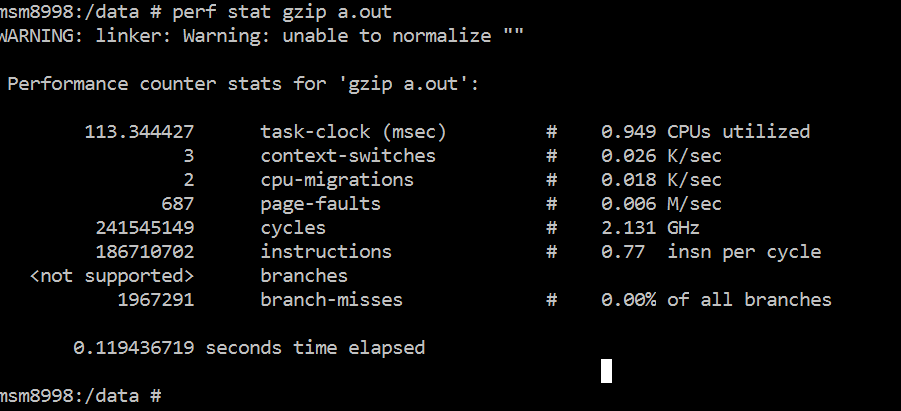 msm8998:/data # perf stat gzip a.out
WARNING: linker: Warning: unable to normalize ""
Performance counter stats for 'gzip a.out':
113.344427 task-clock (msec) # 0.949 CPUs utilized
3 context-switches # 0.026 K/sec
2 cpu-migrations # 0.018 K/sec
687 page-faults # 0.006 M/sec
241545149 cycles # 2.131 GHz
186710702 instructions # 0.77 insn per cycle
<not supported> branches
1967291 branch-misses # 0.00% of all branches
0.119436719 seconds time elapsed
msm8998:/data #